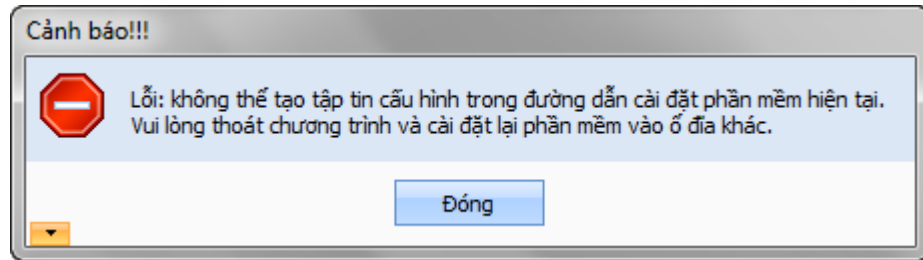 Cảnh báo!!!
Lỗi: không thể tạo tập tin cấu hình trong đường dẫn cài đặt phần mềm hiện tại.
Vui lòng thoát chương trình và cài đặt lại phần mềm vào ổ đĩa khác.
Đóng